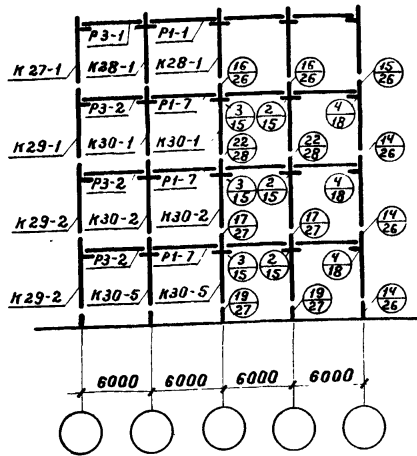 Р3-1 Р1-1
К27-1 К28-1 К28-1 16/26 16/26 15/26
Р3-2 Р1-7 3/15 2/15 4/18
К29-1 К30-1 К30-1 22/28 22/28 14/26
Р3-2 Р1-7 3/15 2/15 4/18
К29-2 К30-2 К30-2 17/27 17/27 14/26
Р3-2 Р1-7 3/15 2/15 4/18
К29-2 К30-5 К30-5 19/27 19/27 14/26
6000 6000 6000 6000